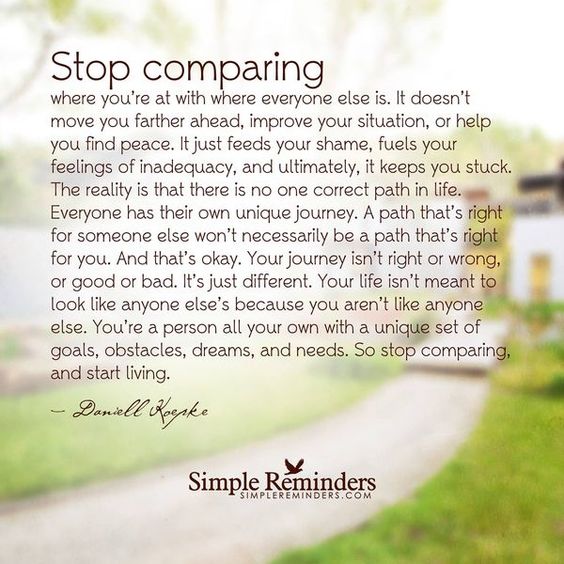 Stop comparing
where you're at with where everyone else is. It doesn't
move you farther ahead, improve your situation, or help
you find peace. It just feeds your shame, fuels your
feelings of inadequacy, and ultimately, it keeps you stuck.
The reality is that there is no one correct path in life.
Everyone has their own unique journey. A path that's right
for someone else won't necessarily be a path that's right
for you. And that's okay. Your journey isn't right or wrong,
or good or bad. It's just different. Your life isn't meant to
look like anyone else's because you aren't like anyone
else. You're a person all your own with a unique set of
goals, obstacles, dreams, and needs. So stop comparing,
and start living.
— Daniell Koepke
Simple Reminders
SIMPLEREMINDERS.COM